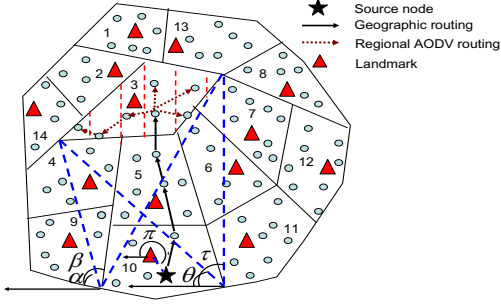 Source node
Geographic routing
Regional AODV routing
Landmark
1
13
2
3
8
14
7
4
5
6
12
9
10
11
π
β
α
θ
τ